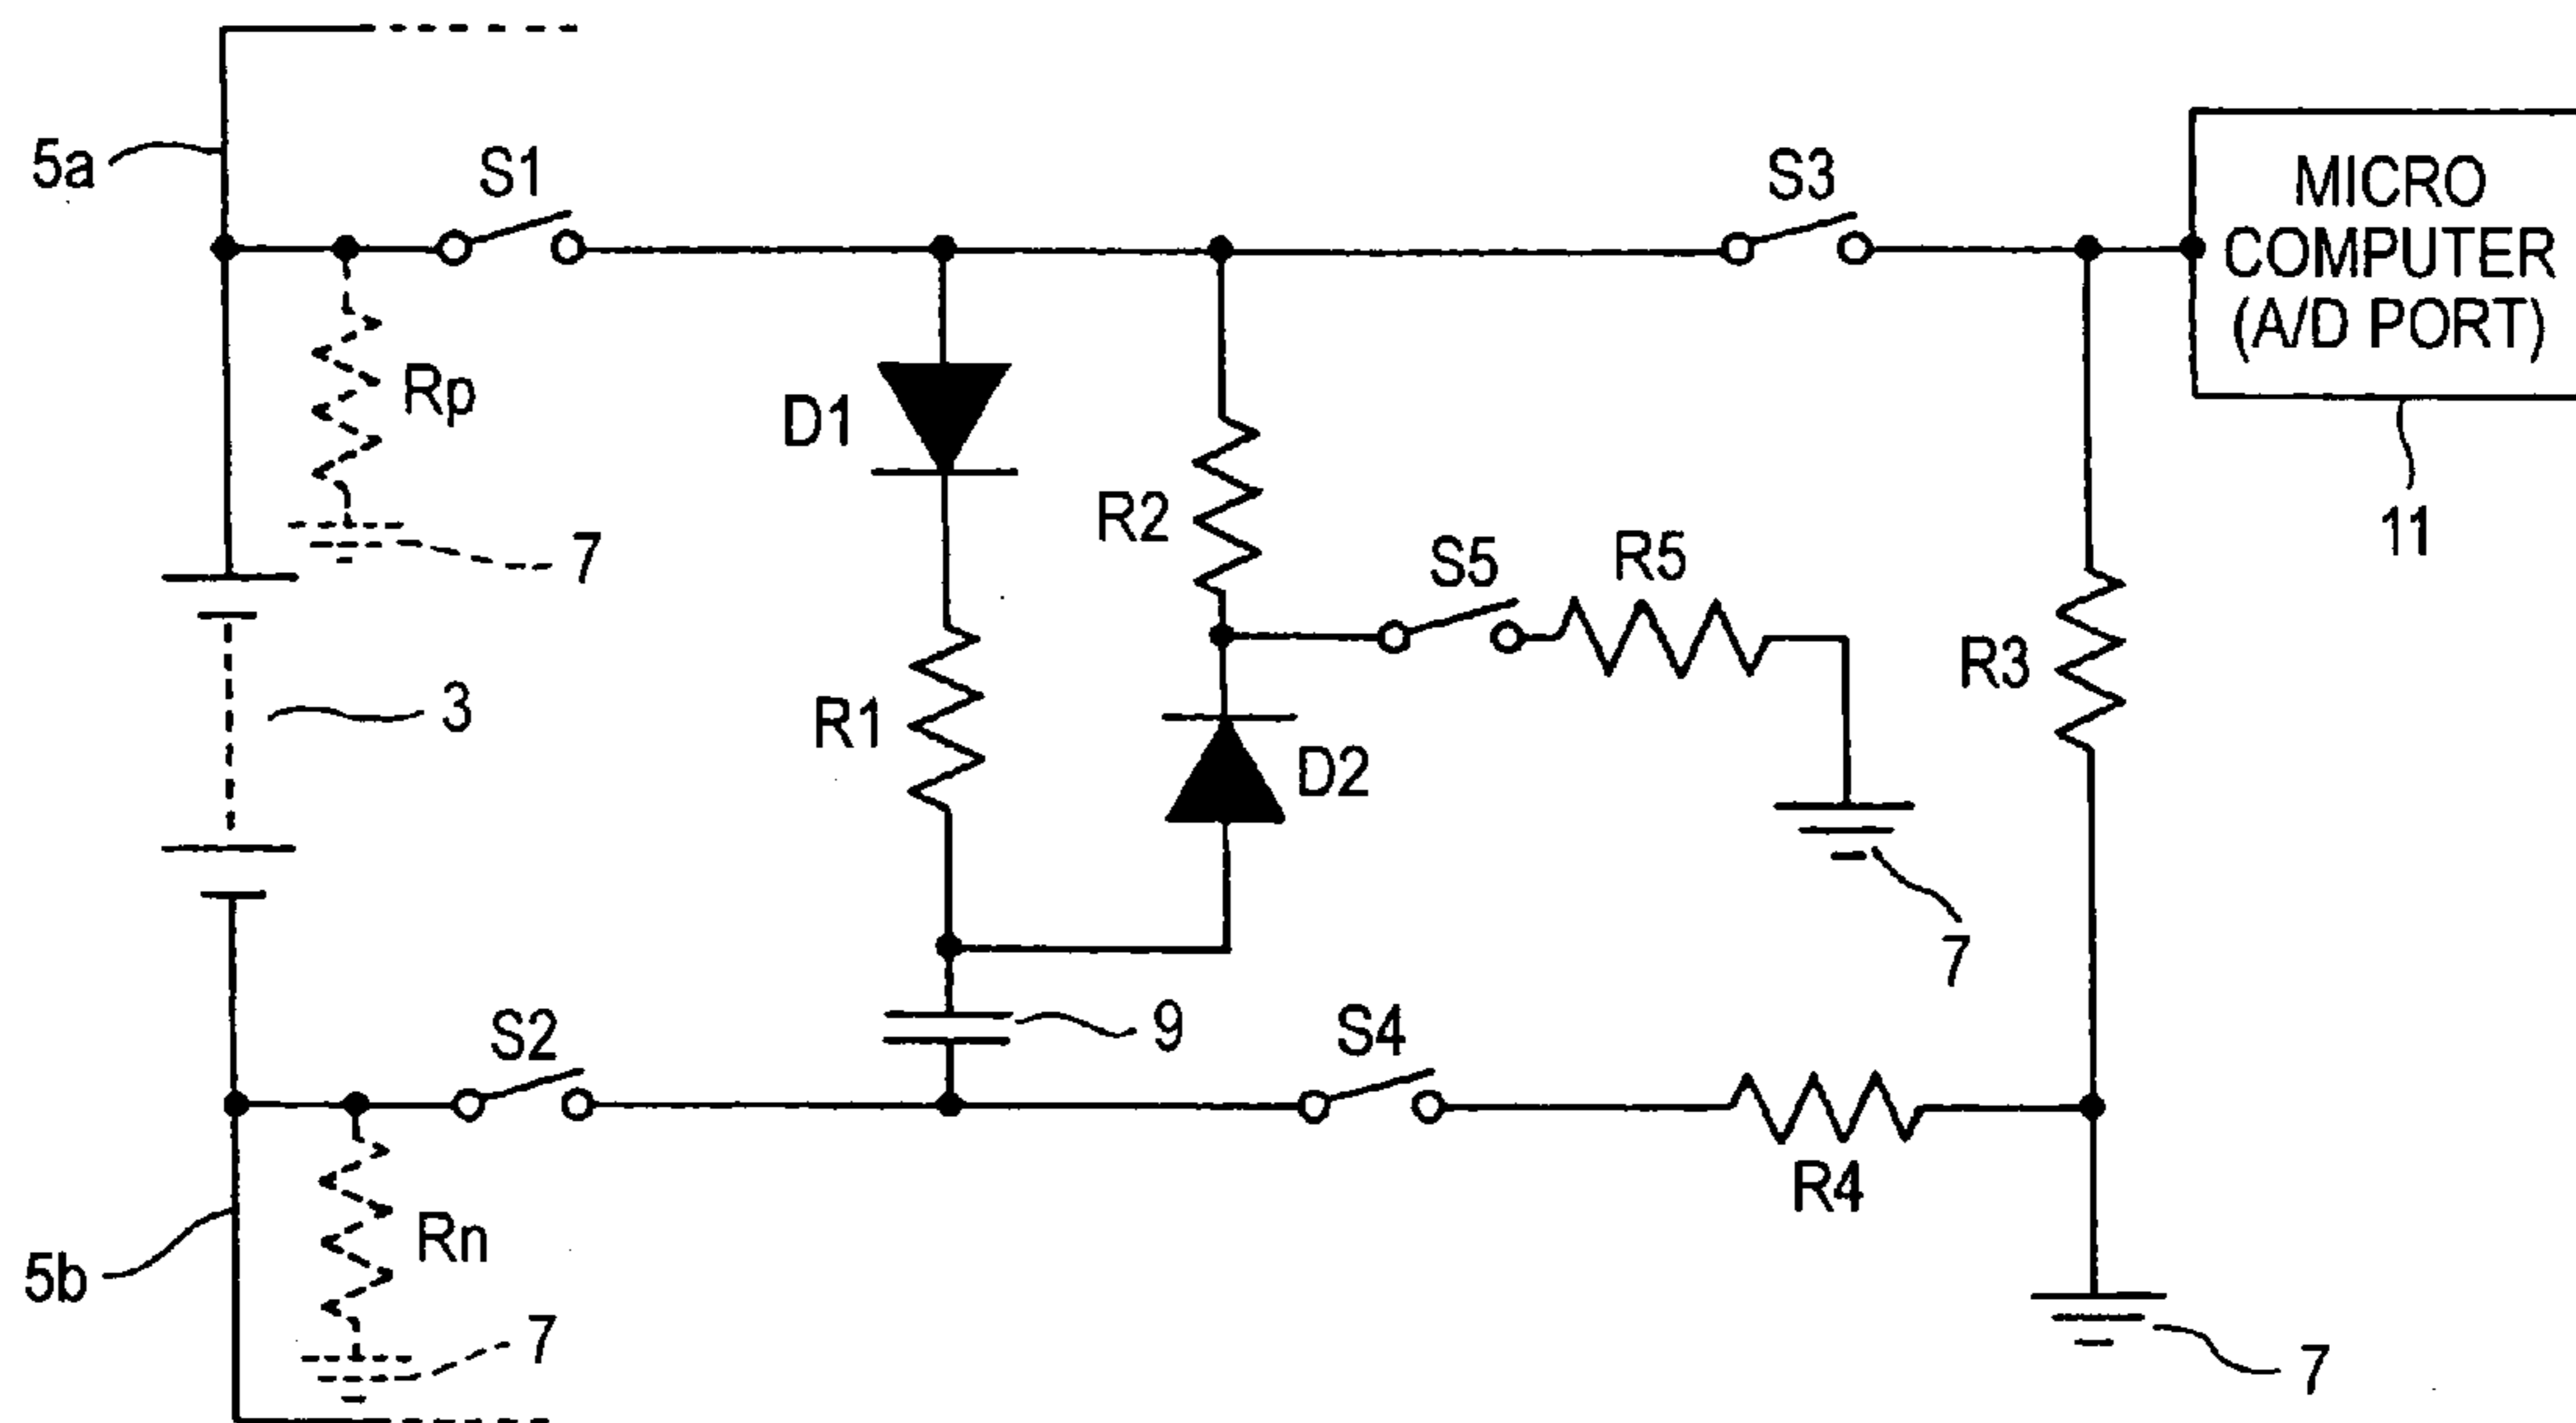 5a
S1
S3
MICRO
COMPUTER
(A/D PORT)
Rp
D1
R2
7
S5
R5
11
R3
3
R1
D2
7
S2
9
S4
R4
Rn
5b
7
7